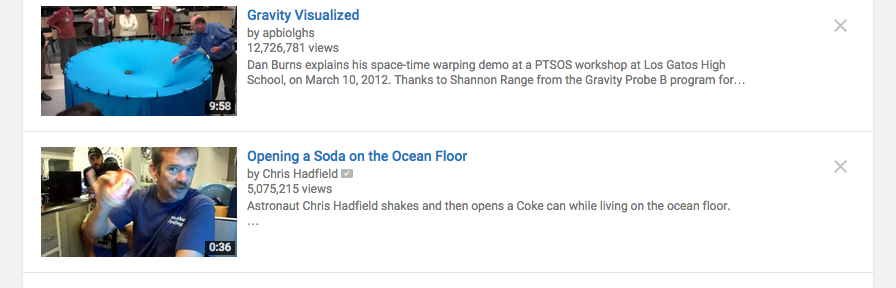 Gravity Visualized
by apbiolghs
12,726,781 views
Dan Burns explains his space-time warping demo at a PTSOS workshop at Los Gatos High
School, on March 10, 2012. Thanks to Shannon Range from the Gravity Probe B program for…
9:58
Opening a Soda on the Ocean Floor
by Chris Hadfield
5,075,215 views
Astronaut Chris Hadfield shakes and then opens a Coke can while living on the ocean floor.
…
0:36